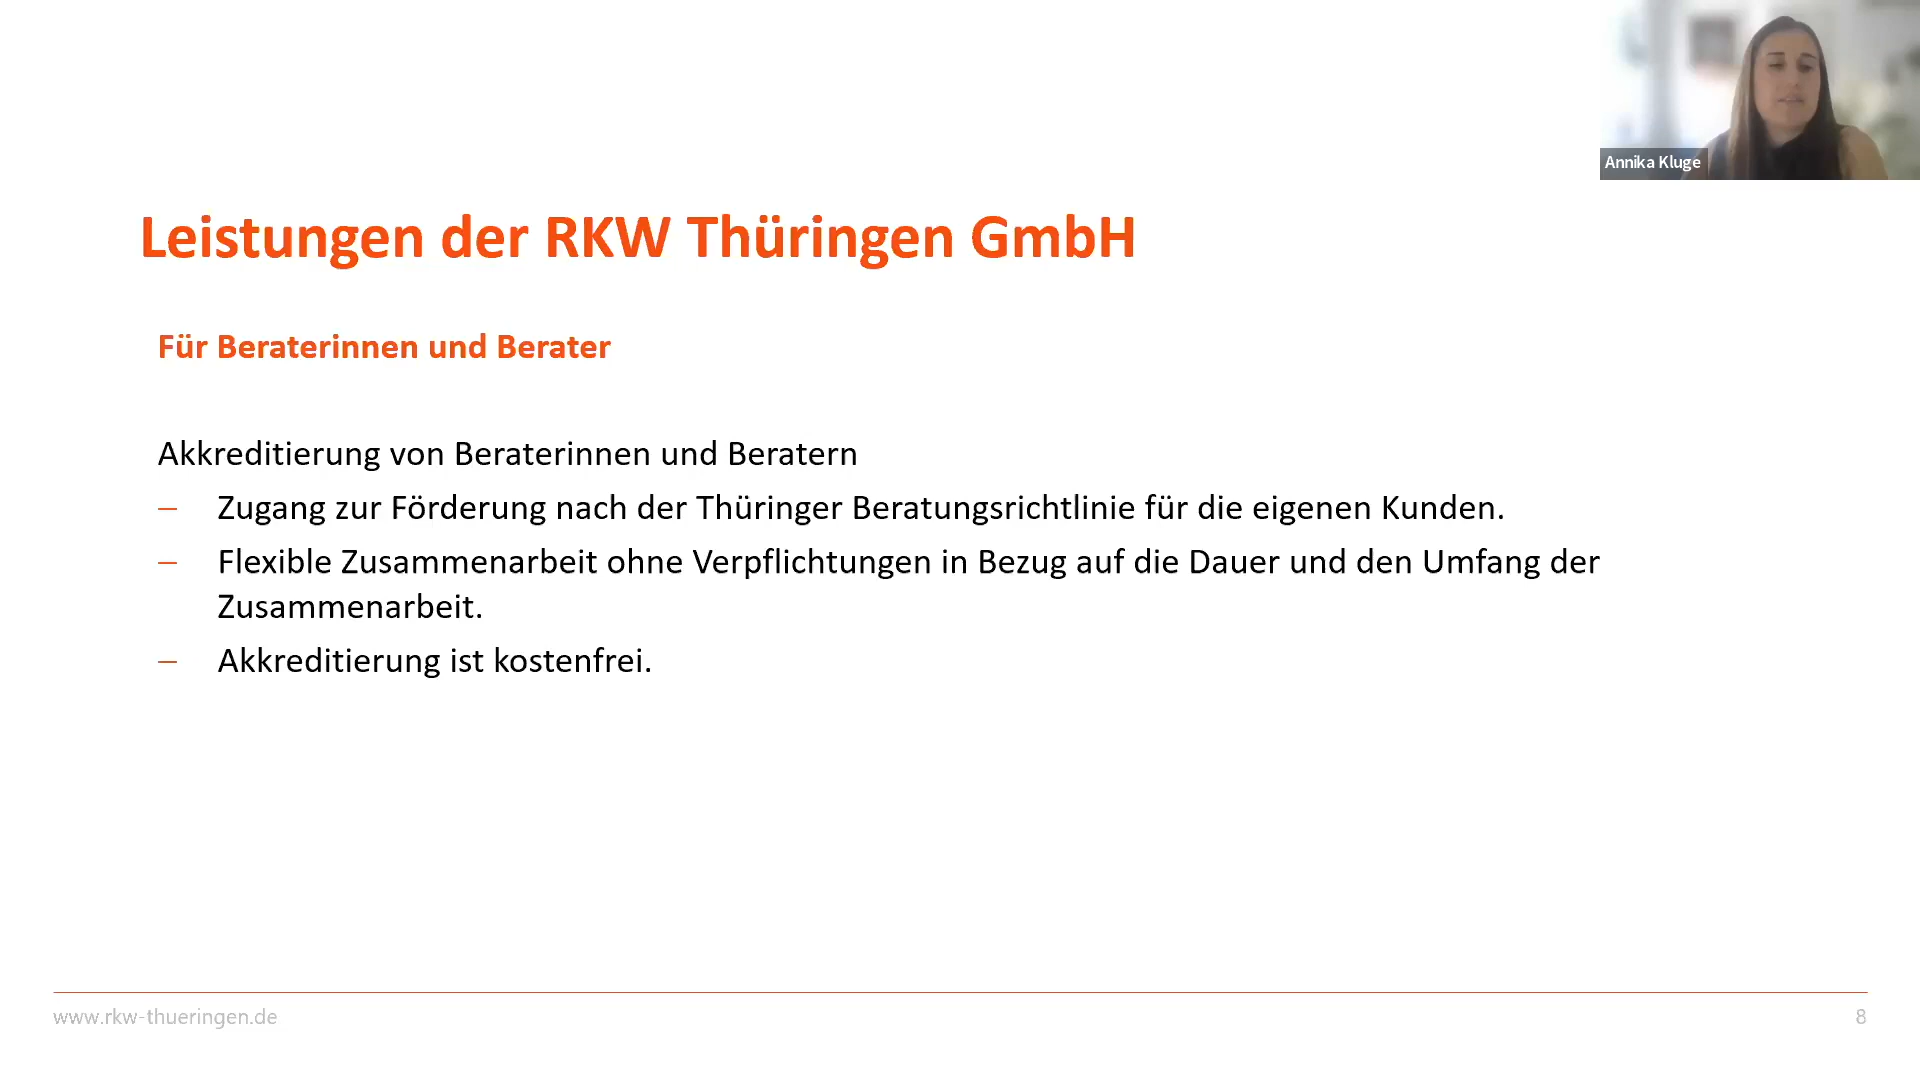 Annika Kluge
Leistungen der RKW Thüringen GmbH
Für Beraterinnen und Berater
Akkreditierung von Beraterinnen und Beratern
– Zugang zur Förderung nach der Thüringer Beratungsrichtlinie für die eigenen Kunden.
– Flexible Zusammenarbeit ohne Verpflichtungen in Bezug auf die Dauer und den Umfang der
Zusammenarbeit.
– Akkreditierung ist kostenfrei.
www.rkw-thueringen.de
8